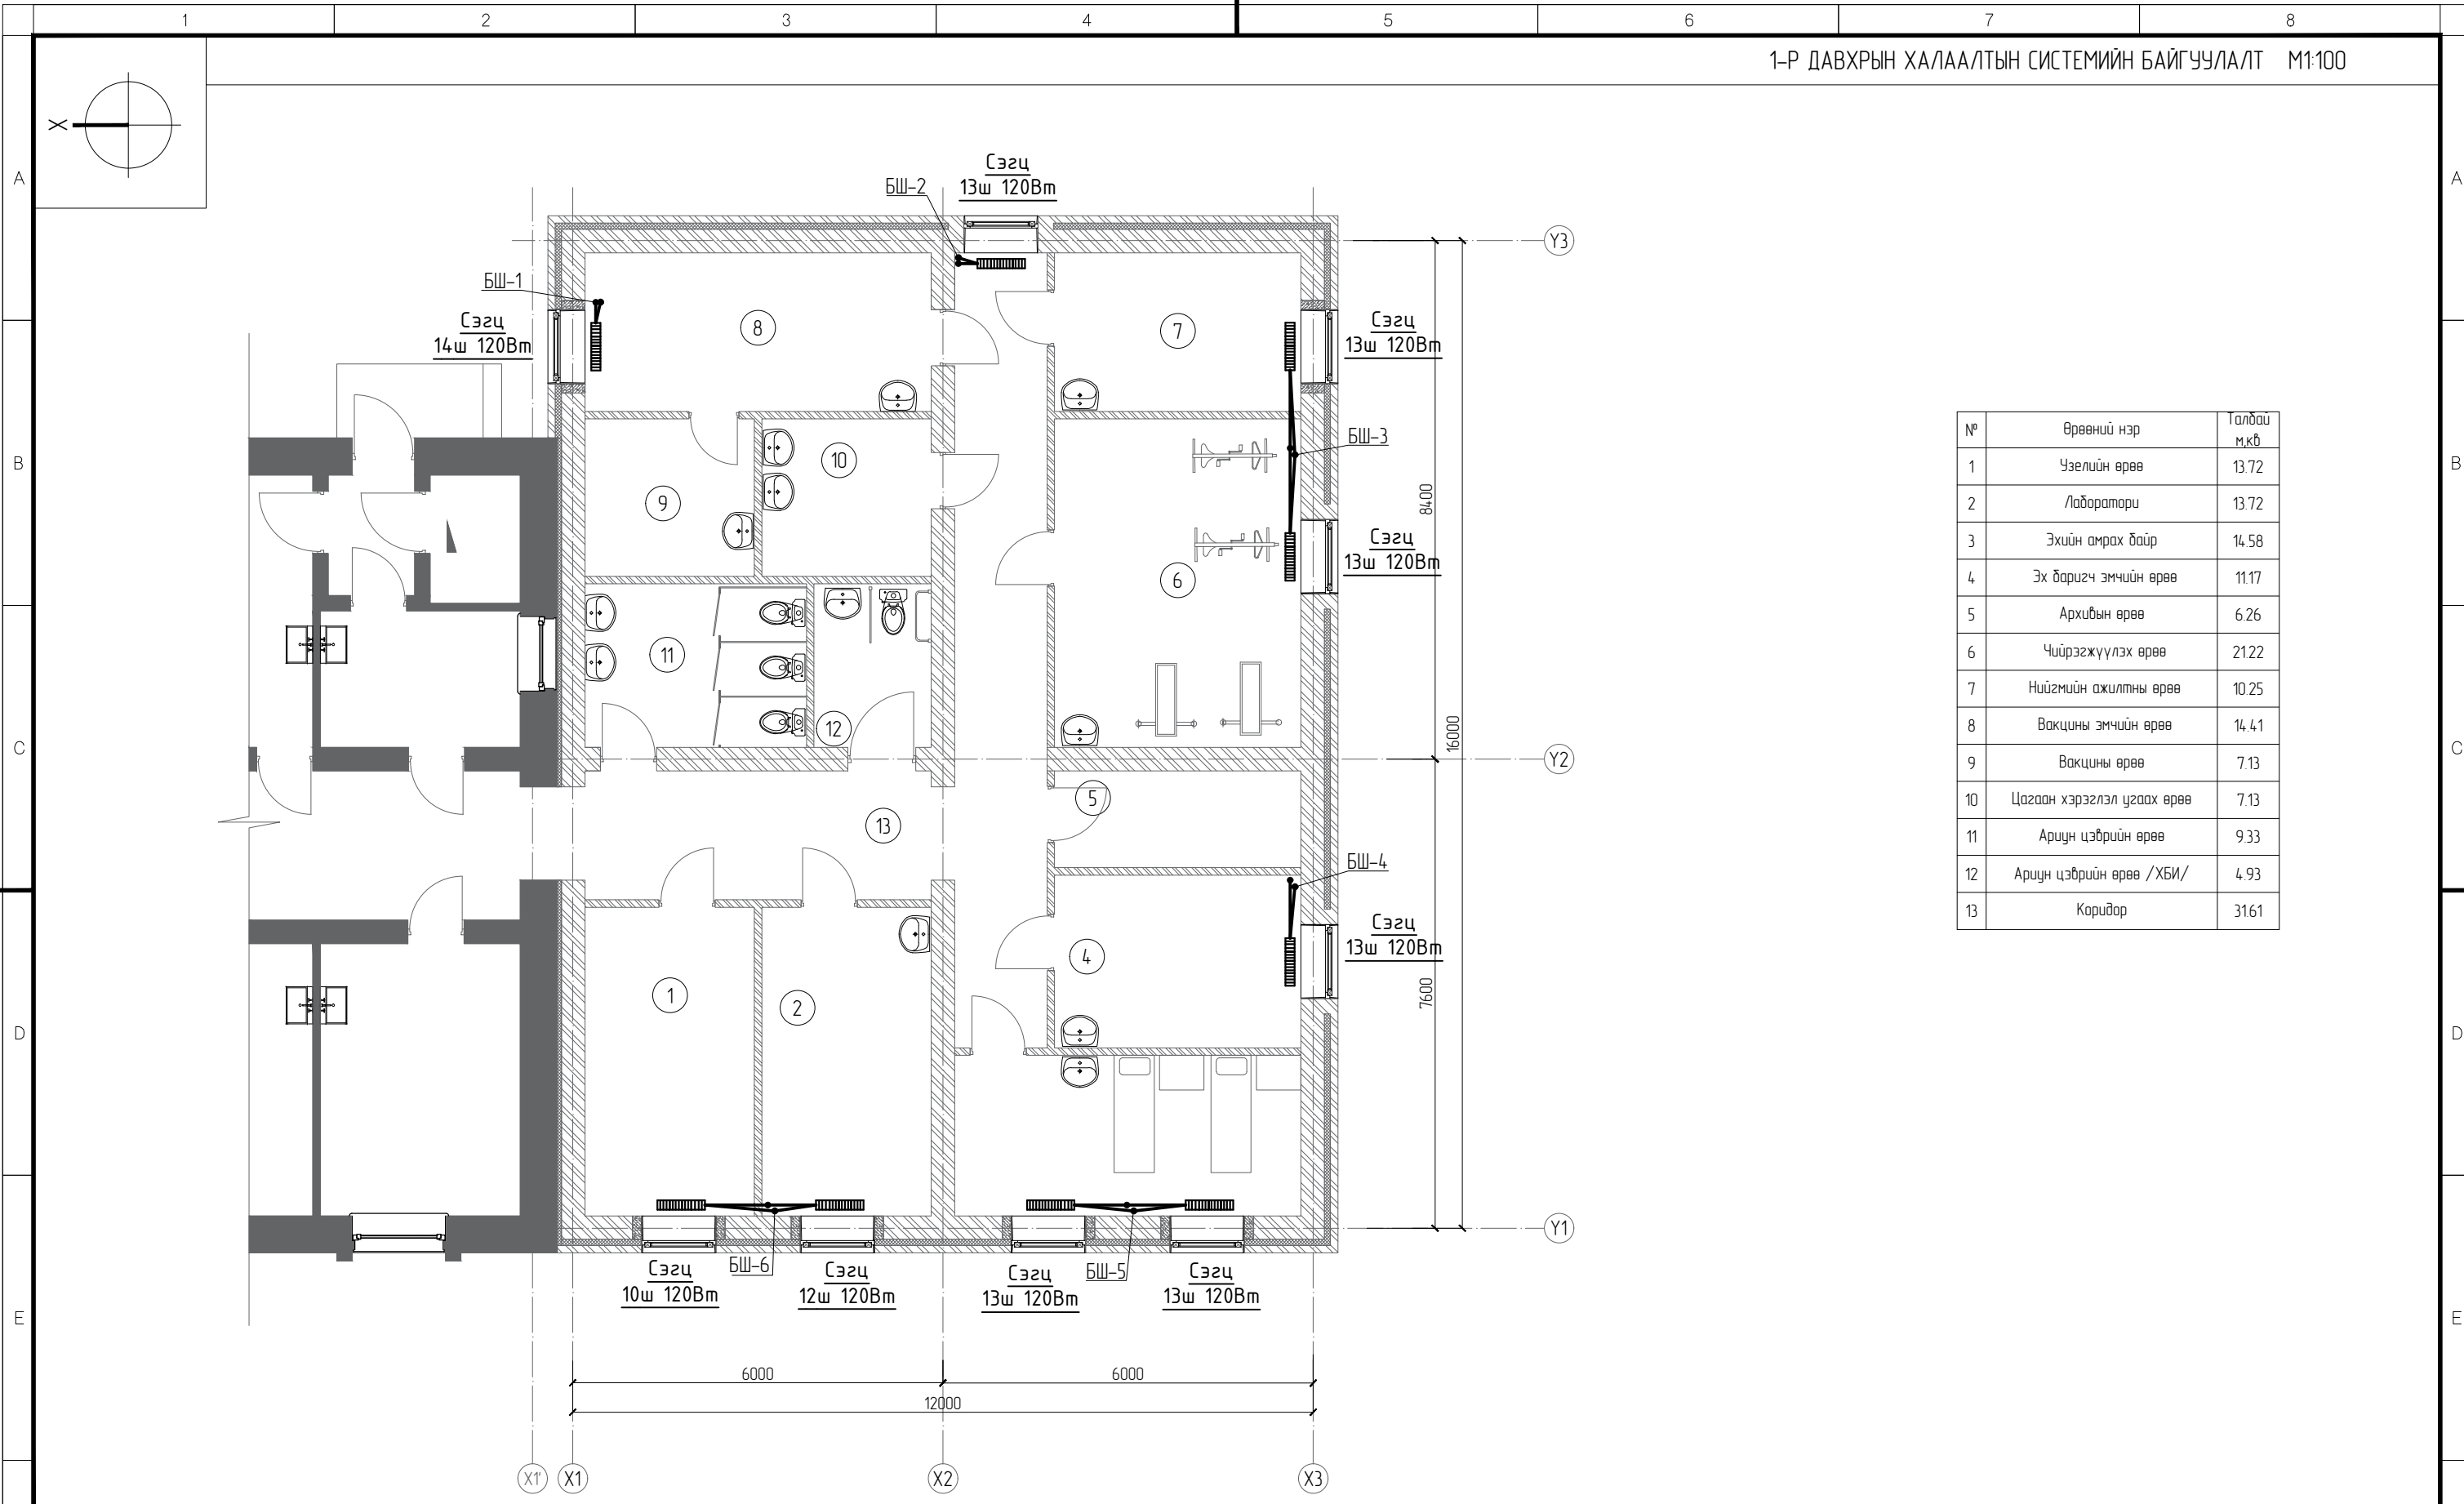 1 2 3 4 5 6 7 8
1-Р ДАВХРЫН ХАЛААЛТЫН СИСТЕМИЙН БАЙГУУЛАЛТ М1:100
X
A A
B B
C C
D D
E E
Сэгц
13ш 120Вт
БШ-2
БШ-1
Сэгц
14ш 120Вт
Сэгц
13ш 120Вт
БШ-3
Сэгц
13ш 120Вт
БШ-4
Сэгц
13ш 120Вт
8
7
10
9
6
11
12
5
13
4
1
2
8400
16000
7600
Y3
Y2
Y1
БШ-6
БШ-5
Сэгц
10ш 120Вт
Сэгц
12ш 120Вт
Сэгц
13ш 120Вт
Сэгц
13ш 120Вт
6000 6000
12000
X1' X1 X2 X3
№ Өрөөний нэр Талбай м.кв
1 Узелийн өрөө 13.72
2 Лаборатори 13.72
3 Эхийн амрах байр 14.58
4 Эх баригч эмчийн өрөө 11.17
5 Архивын өрөө 6.26
6 Чийрэгжүүлэх өрөө 21.22
7 Нийгмийн ажилтны өрөө 10.25
8 Вакцины эмчийн өрөө 14.41
9 Вакцины өрөө 7.13
10 Цагаан хэрэглэл угаах өрөө 7.13
11 Ариун цэврийн өрөө 9.33
12 Ариун цэврийн өрөө /ХБИ/ 4.93
13 Коридор 31.61